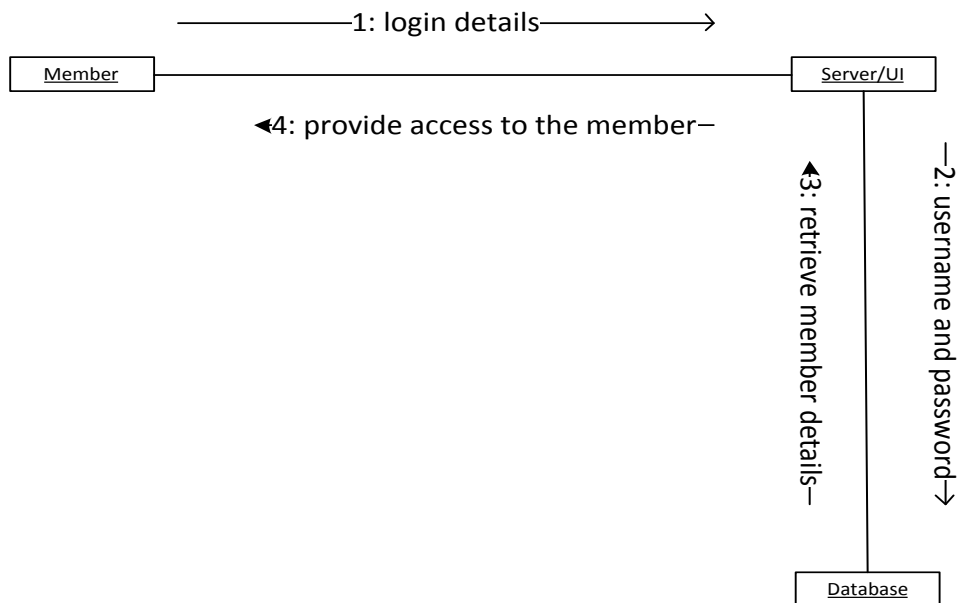 1: login details
Member
Server/UI
4: provide access to the member
3: retrieve member details
2: username and password
Database